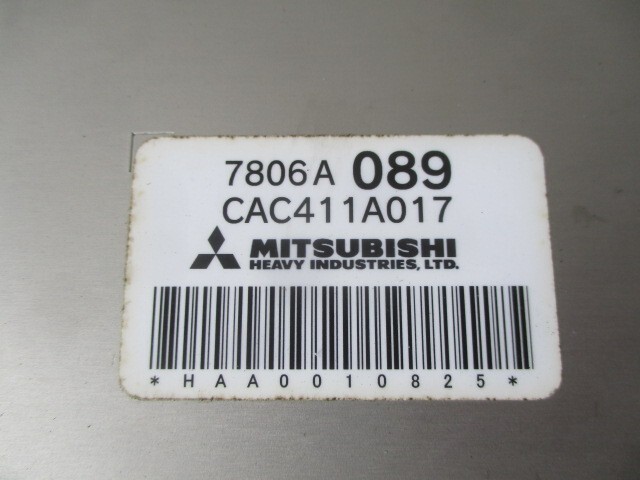 7806A 089
CAC411A017
MITSUBISHI
HEAVY INDUSTRIES, LTD.
*HAA0010825*